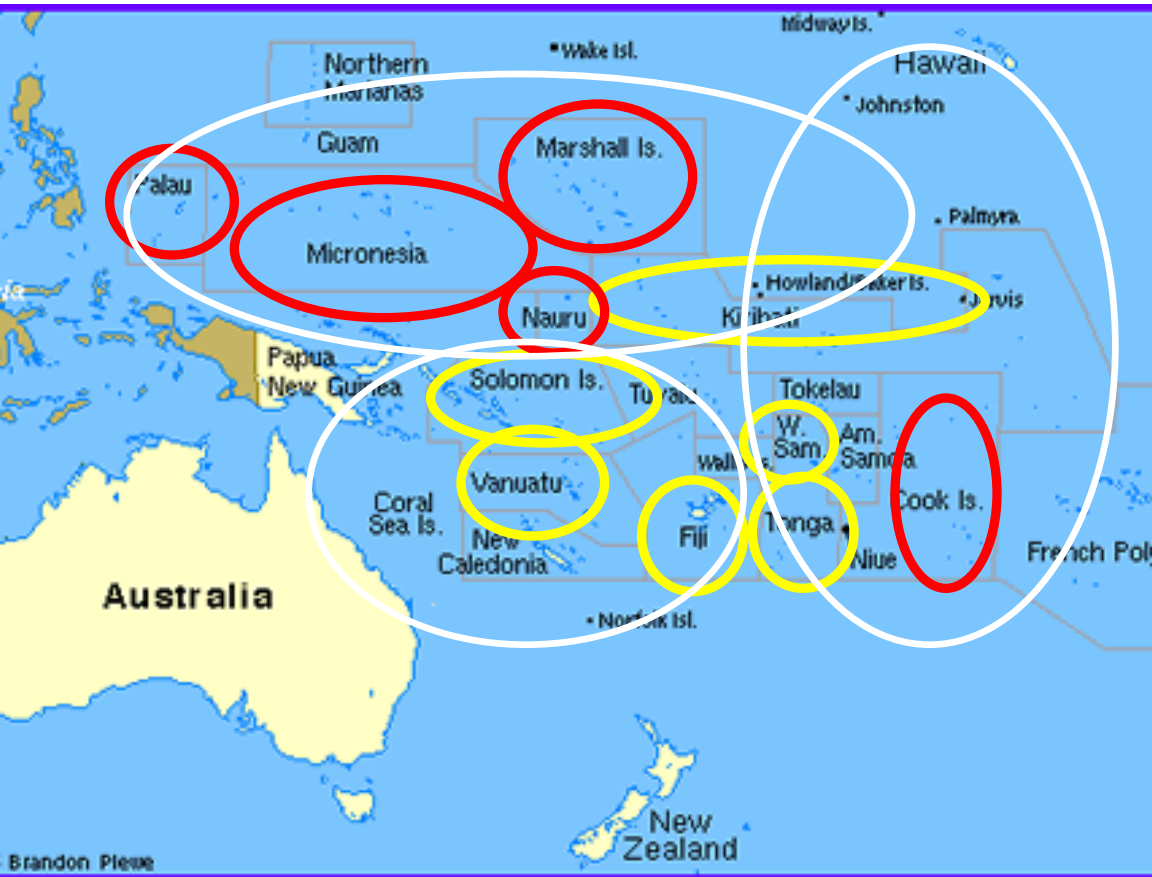 Midway Is.
Wake Isl.
Hawaii
Northern
Marianas
Johnston
Guam
Marshall Is.
Palau
Palmyra
Micronesia
Howland/Baker Is.
Jarvis
Nauru
Kiribati
Papua
New Guinea
Solomon Is.
Tuvalu
Tokelau
W.
Sam.
Am.
Samoa
Vanuatu
Coral
Sea Is.
Cook Is.
Fiji
Tonga
New
Caledonia
Niue
French Poly
Australia
Norfolk Isl.
New
Zealand
Brandon Plewe